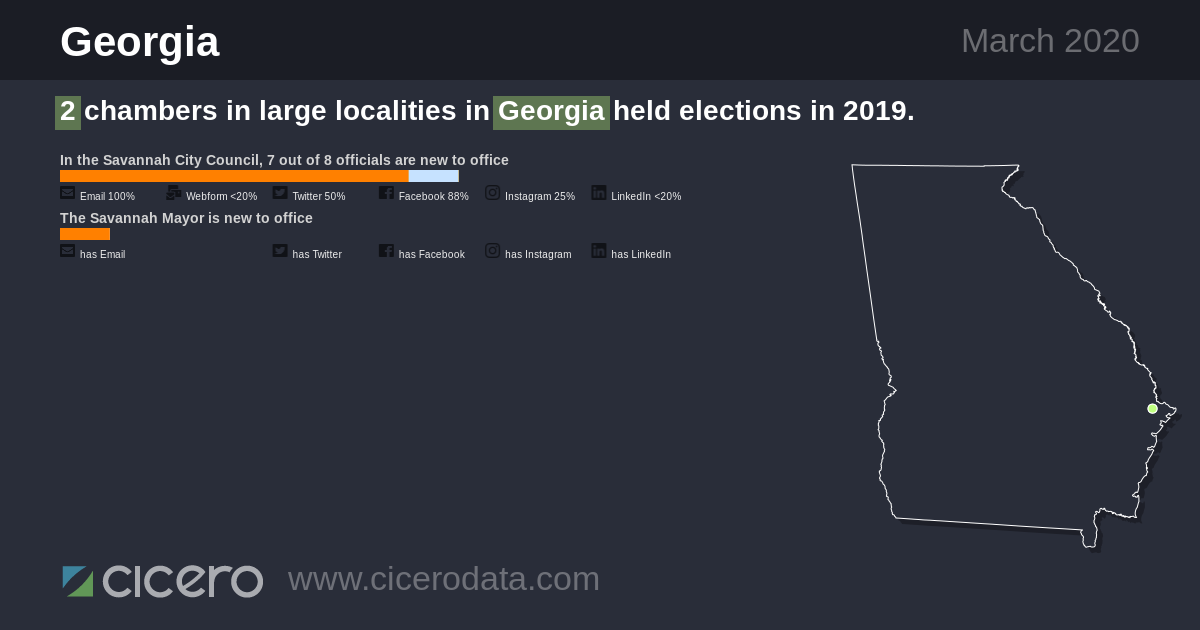 Georgia
March 2020
2 chambers in large localities in Georgia held elections in 2019.
In the Savannah City Council, 7 out of 8 officials are new to office
Email 100% Webform <20% Twitter 50% Facebook 88% Instagram 25% LinkedIn <20%
The Savannah Mayor is new to office
has Email has Twitter has Facebook has Instagram has LinkedIn
cicero www.cicerodata.com